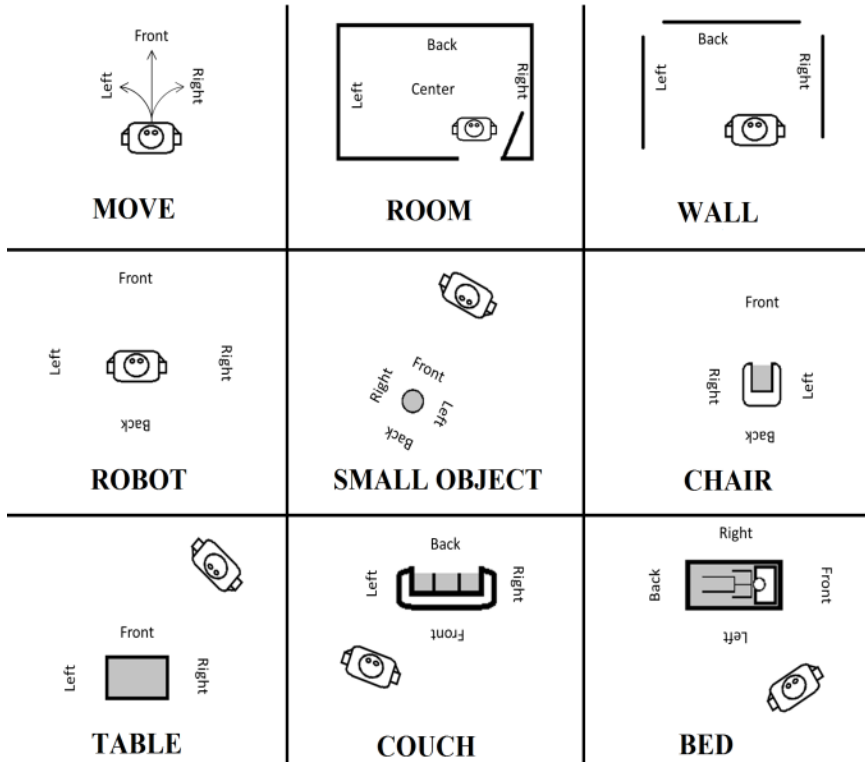 Front
Left
Right
MOVE
Back
Left
Center
Right
ROOM
Back
Left
Right
WALL
Front
Left
Right
Back
ROBOT
Front
Right
Left
Back
SMALL OBJECT
Front
Right
Left
Back
CHAIR
Front
Left
Right
TABLE
Back
Left
Right
Front
COUCH
Right
Back
Front
Left
BED